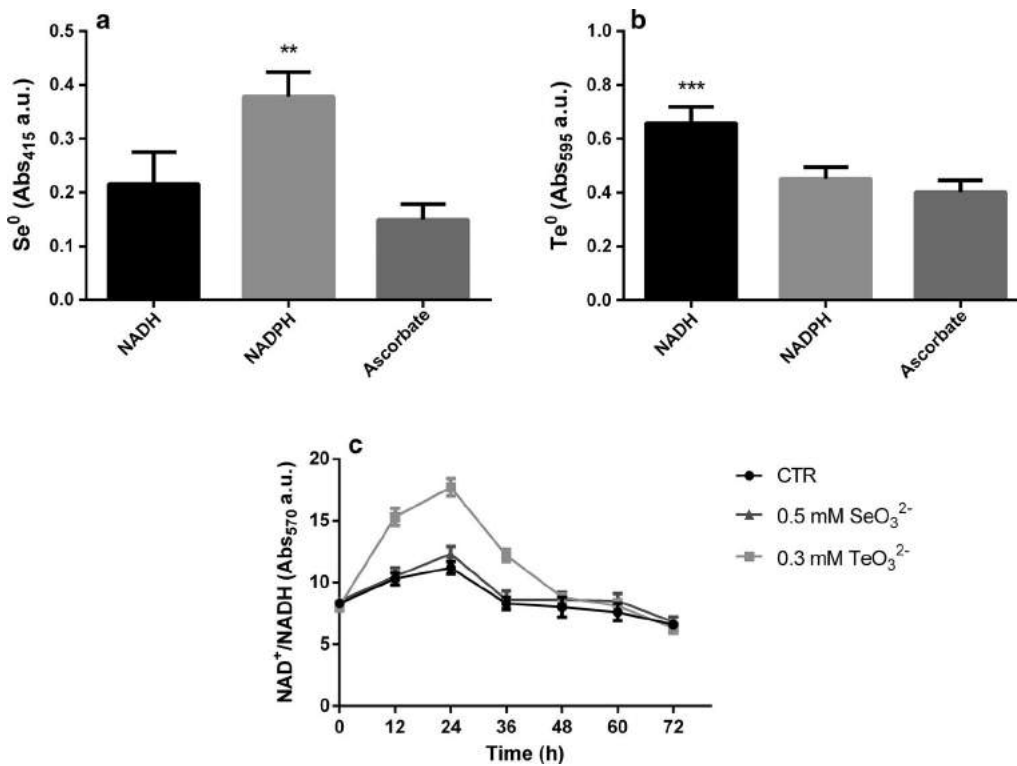 a
Se⁰ (Abs₄₁₅ a.u.)
0.5
0.4
0.3
0.2
0.1
0.0
**
NADH
NADPH
Ascorbate
b
Te⁰ (Abs₅₉₅ a.u.)
1.0
0.8
0.6
0.4
0.2
0.0
***
NADH
NADPH
Ascorbate
c
NAD⁺/NADH (Abs₅₇₀ a.u.)
20
15
10
5
0
0 12 24 36 48 60 72
Time (h)
CTR
0.5 mM SeO₃²⁻
0.3 mM TeO₃²⁻